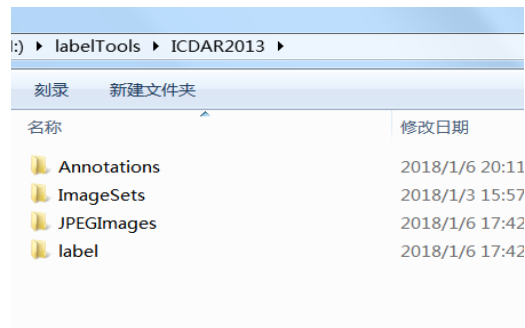 :) labelTools ICDAR2013
刻录 新建文件夹
名称 修改日期
Annotations 2018/1/6 20:11
ImageSets 2018/1/3 15:57
JPEGImages 2018/1/6 17:42
label 2018/1/6 17:42